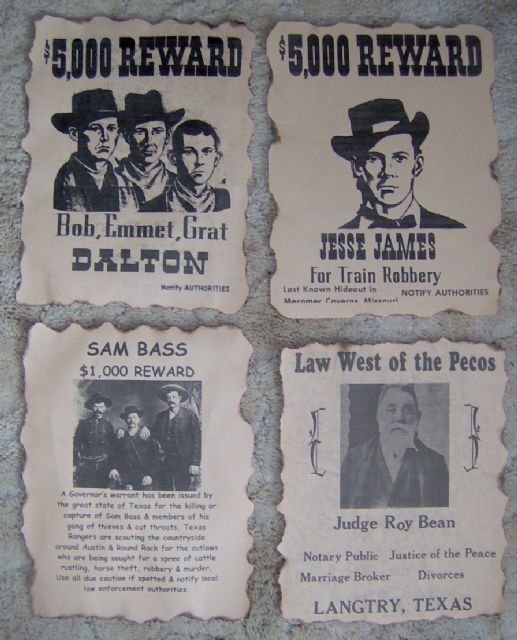 $5,000 REWARD
Bob, Emmet, Grat
DALTON
Notify AUTHORITIES
$5,000 REWARD
JESSE JAMES
For Train Robbery
Last Known Hideout in
NOTIFY AUTHORITIES
Meramec Caverns, Missouri
SAM BASS
$1,000 REWARD
A Governor's warrant has been issued by
the great state of Texas for the killing or
capture of Sam Bass & members of his
gang of thieves & cut throats, Texas
Rangers are scouting the countryside
around Austin & Round Rock for the outlaws
who are being sought for a spree of cattle
rustling, horse theft, robbery & murder.
Use all due caution if spotted & notify local
law enforcement authorities.
Law West of the Pecos
Judge Roy Bean
Notary Public Justice of the Peace
Marriage Broker Divorces
LANGTRY, TEXAS